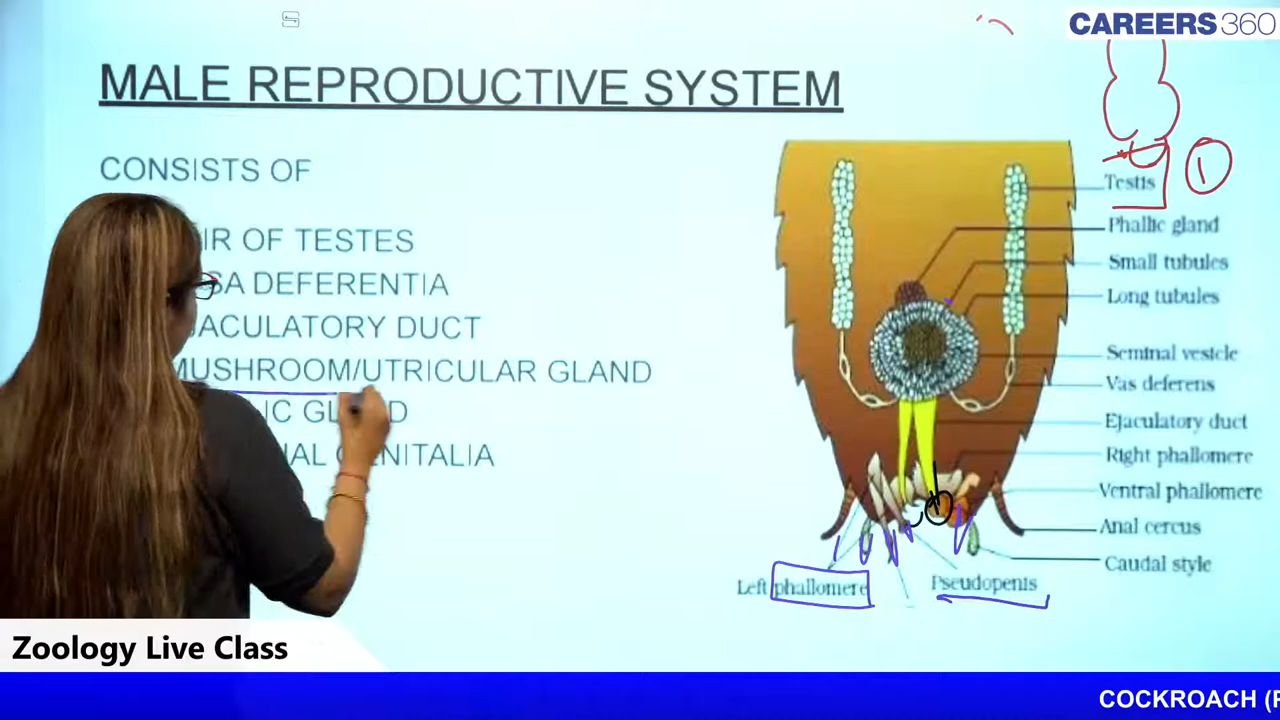 CAREERS360
MALE REPRODUCTIVE SYSTEM
CONSISTS OF
OF TESTES
DEFERENTIA
DUCT
MUSHROOM/UTRICULAR GLAND
Testis
1
Phallic gland
Small tubules
Long tubules
Seminal vesicle
Vas deferens
Ejaculatory duct
Right phallomere
Ventral phallomere
Anal cercus
Caudal style
Left phallomere
Pseudopenis
Zoology Live Class
COCKROACH (